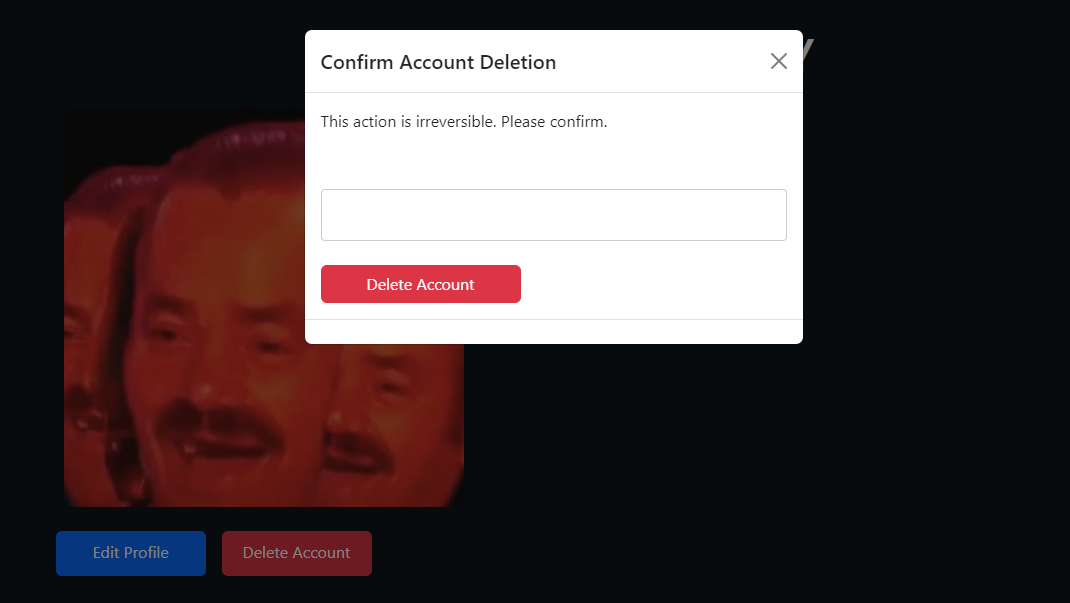 Confirm Account Deletion
This action is irreversible. Please confirm.
Delete Account
Edit Profile
Delete Account